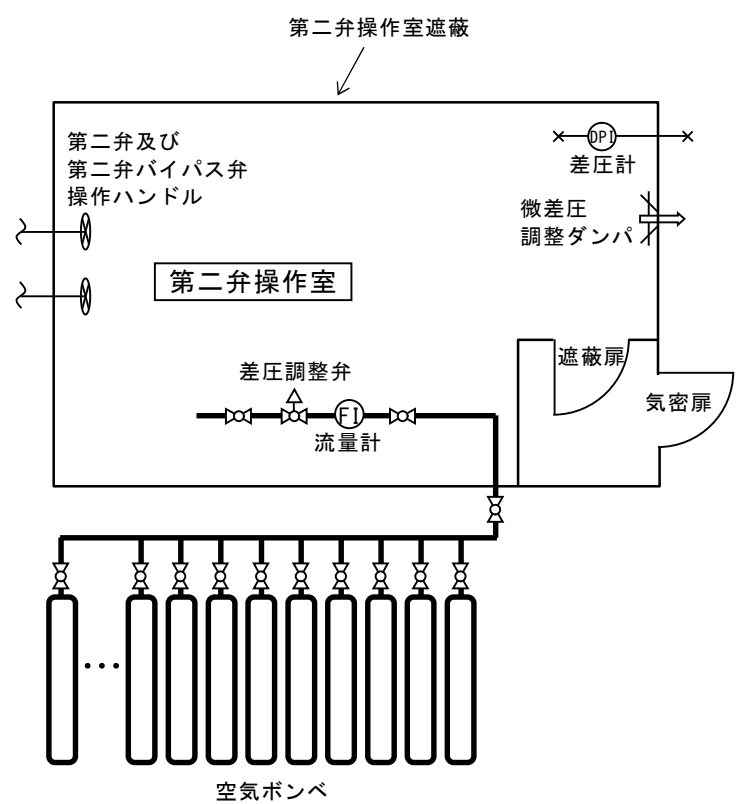 第二弁操作室遮蔽
第二弁及び
第二弁バイパス弁
操作ハンドル
DPI
差圧計
微差圧
調整ダンパ
第二弁操作室
遮蔽扉
気密扉
差圧調整弁
FI
流量計
空気ボンベ